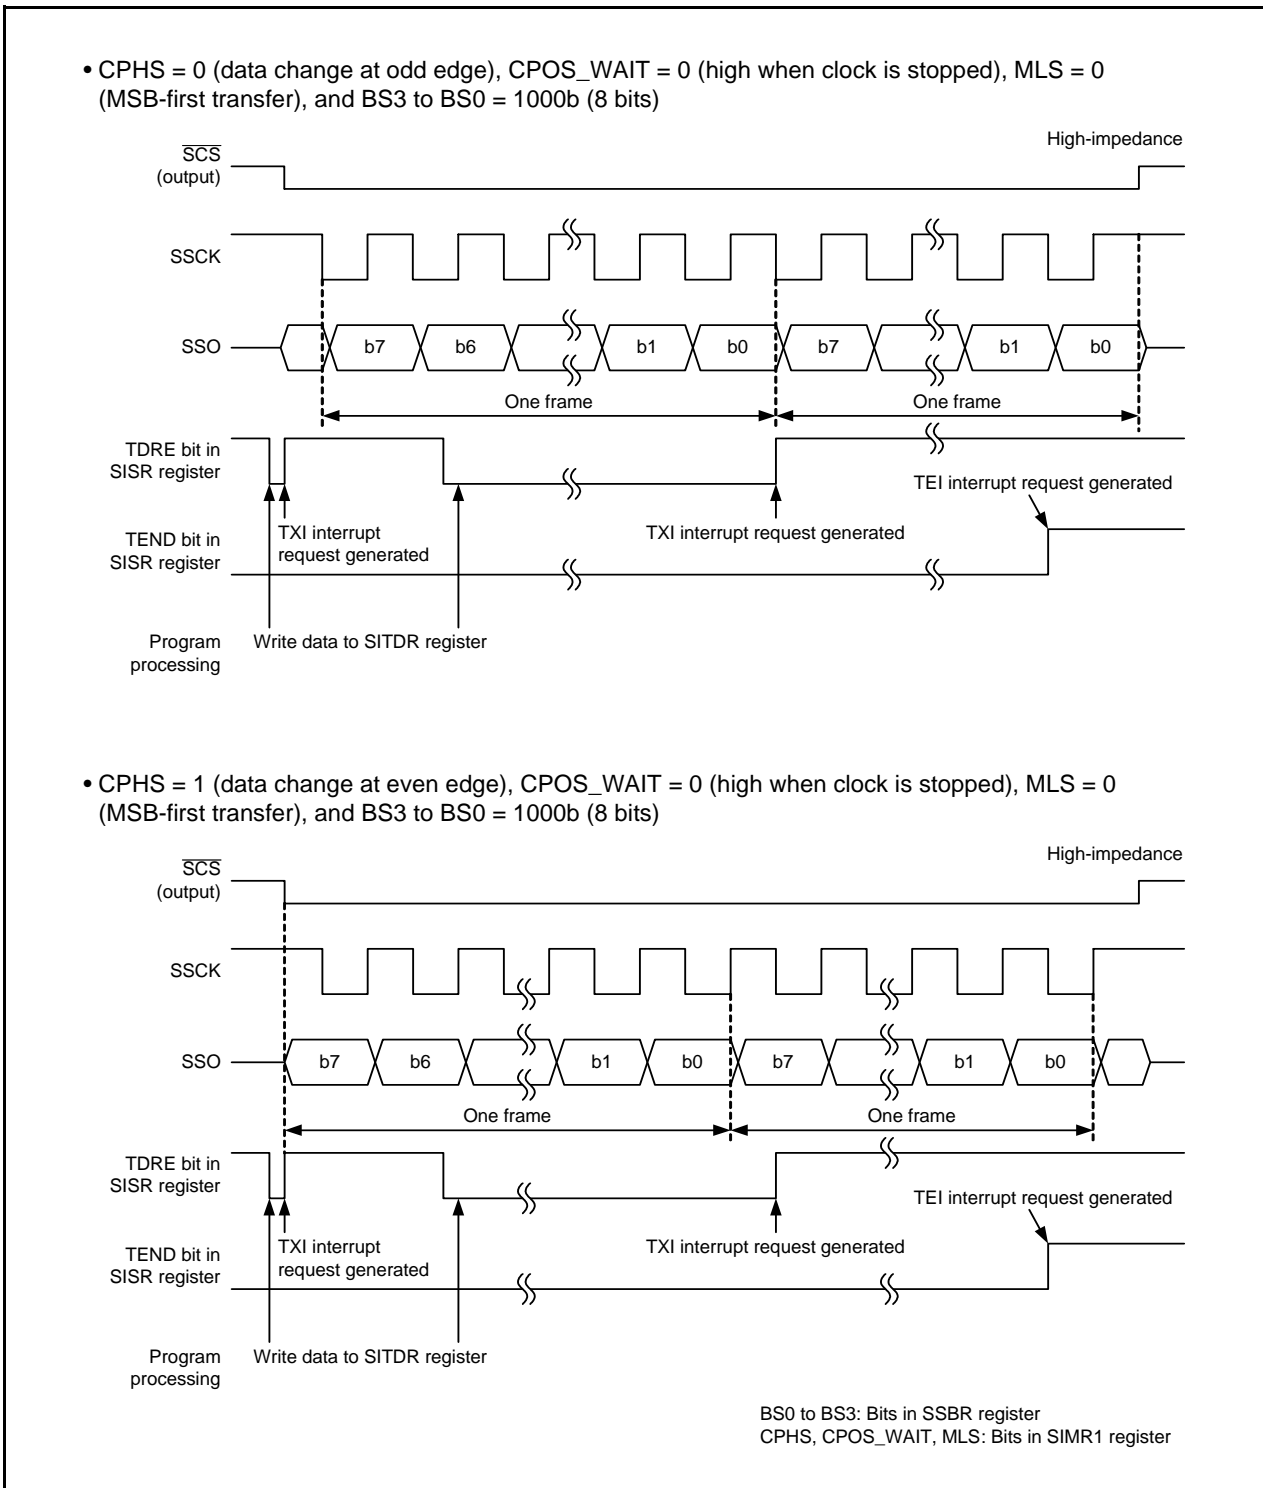 • CPHS = 0 (data change at odd edge), CPOS_WAIT = 0 (high when clock is stopped), MLS = 0
(MSB-first transfer), and BS3 to BS0 = 1000b (8 bits)
High-impedance
SCS
(output)
SSCK
SSO
b7 b6 b1 b0 b7 b1 b0
One frame One frame
TDRE bit in
SISR register
TEI interrupt request generated
TXI interrupt
request generated
TXI interrupt request generated
TEND bit in
SISR register
Program
processing
Write data to SITDR register
• CPHS = 1 (data change at even edge), CPOS_WAIT = 0 (high when clock is stopped), MLS = 0
(MSB-first transfer), and BS3 to BS0 = 1000b (8 bits)
High-impedance
SCS
(output)
SSCK
SSO
b7 b6 b1 b0 b7 b1 b0
One frame One frame
TDRE bit in
SISR register
TEI interrupt request generated
TXI interrupt
request generated
TXI interrupt request generated
TEND bit in
SISR register
Program
processing
Write data to SITDR register
BS0 to BS3: Bits in SSBR register
CPHS, CPOS_WAIT, MLS: Bits in SIMR1 register